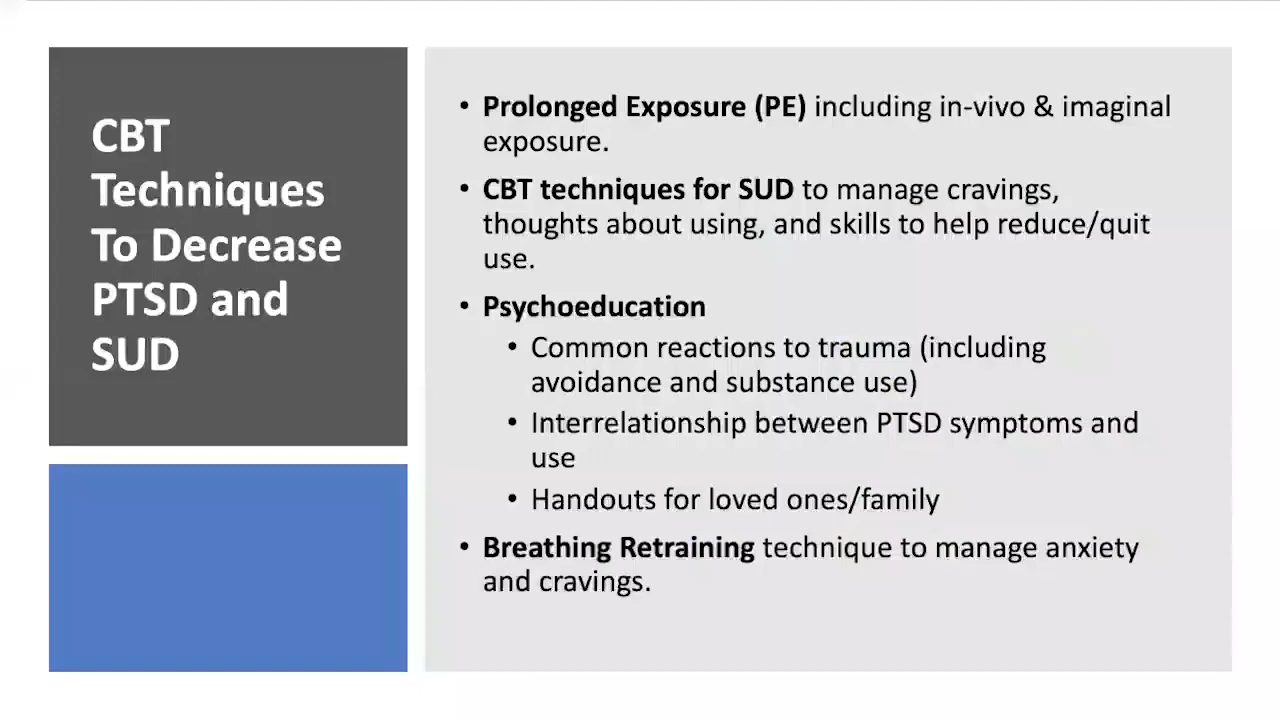 CBT
Techniques
To Decrease
PTSD and
SUD
• Prolonged Exposure (PE) including in-vivo & imaginal
exposure.
• CBT techniques for SUD to manage cravings,
thoughts about using, and skills to help reduce/quit
use.
• Psychoeducation
• Common reactions to trauma (including
avoidance and substance use)
• Interrelationship between PTSD symptoms and
use
• Handouts for loved ones/family
• Breathing Retraining technique to manage anxiety
and cravings.